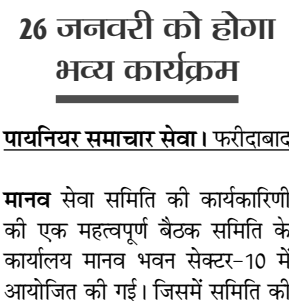 26 जनवरी को होगा
भव्य कार्यक्रम
पायनियर समाचार सेवा। फरीदाबाद
मानव सेवा समिति की कार्यकारिणी
की एक महत्वपूर्ण बैठक समिति के
कार्यालय मानव भवन सेक्टर-10 में
आयोजित की गई। जिसमें समिति की